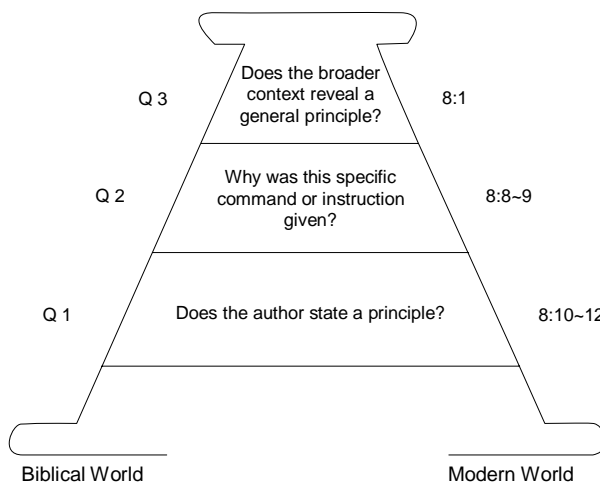 Does the broader
context reveal a
general principle?
Q 3
8:1
Why was this specific
command or instruction
given?
Q 2
8:8~9
Does the author state a principle?
Q 1
8:10~12
Biblical World
Modern World